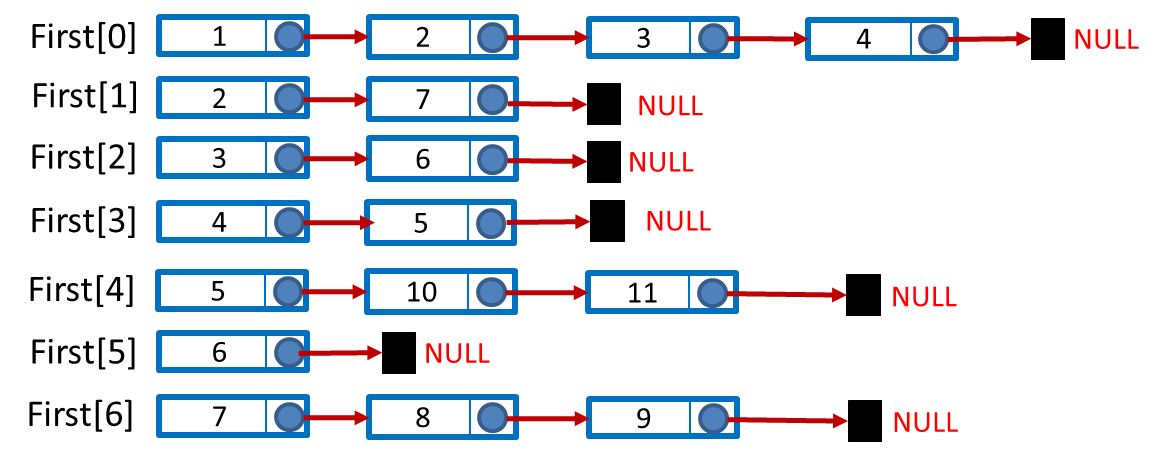 First[0] 1 2 3 4 NULL
First[1] 2 7 NULL
First[2] 3 6 NULL
First[3] 4 5 NULL
First[4] 5 10 11 NULL
First[5] 6 NULL
First[6] 7 8 9 NULL